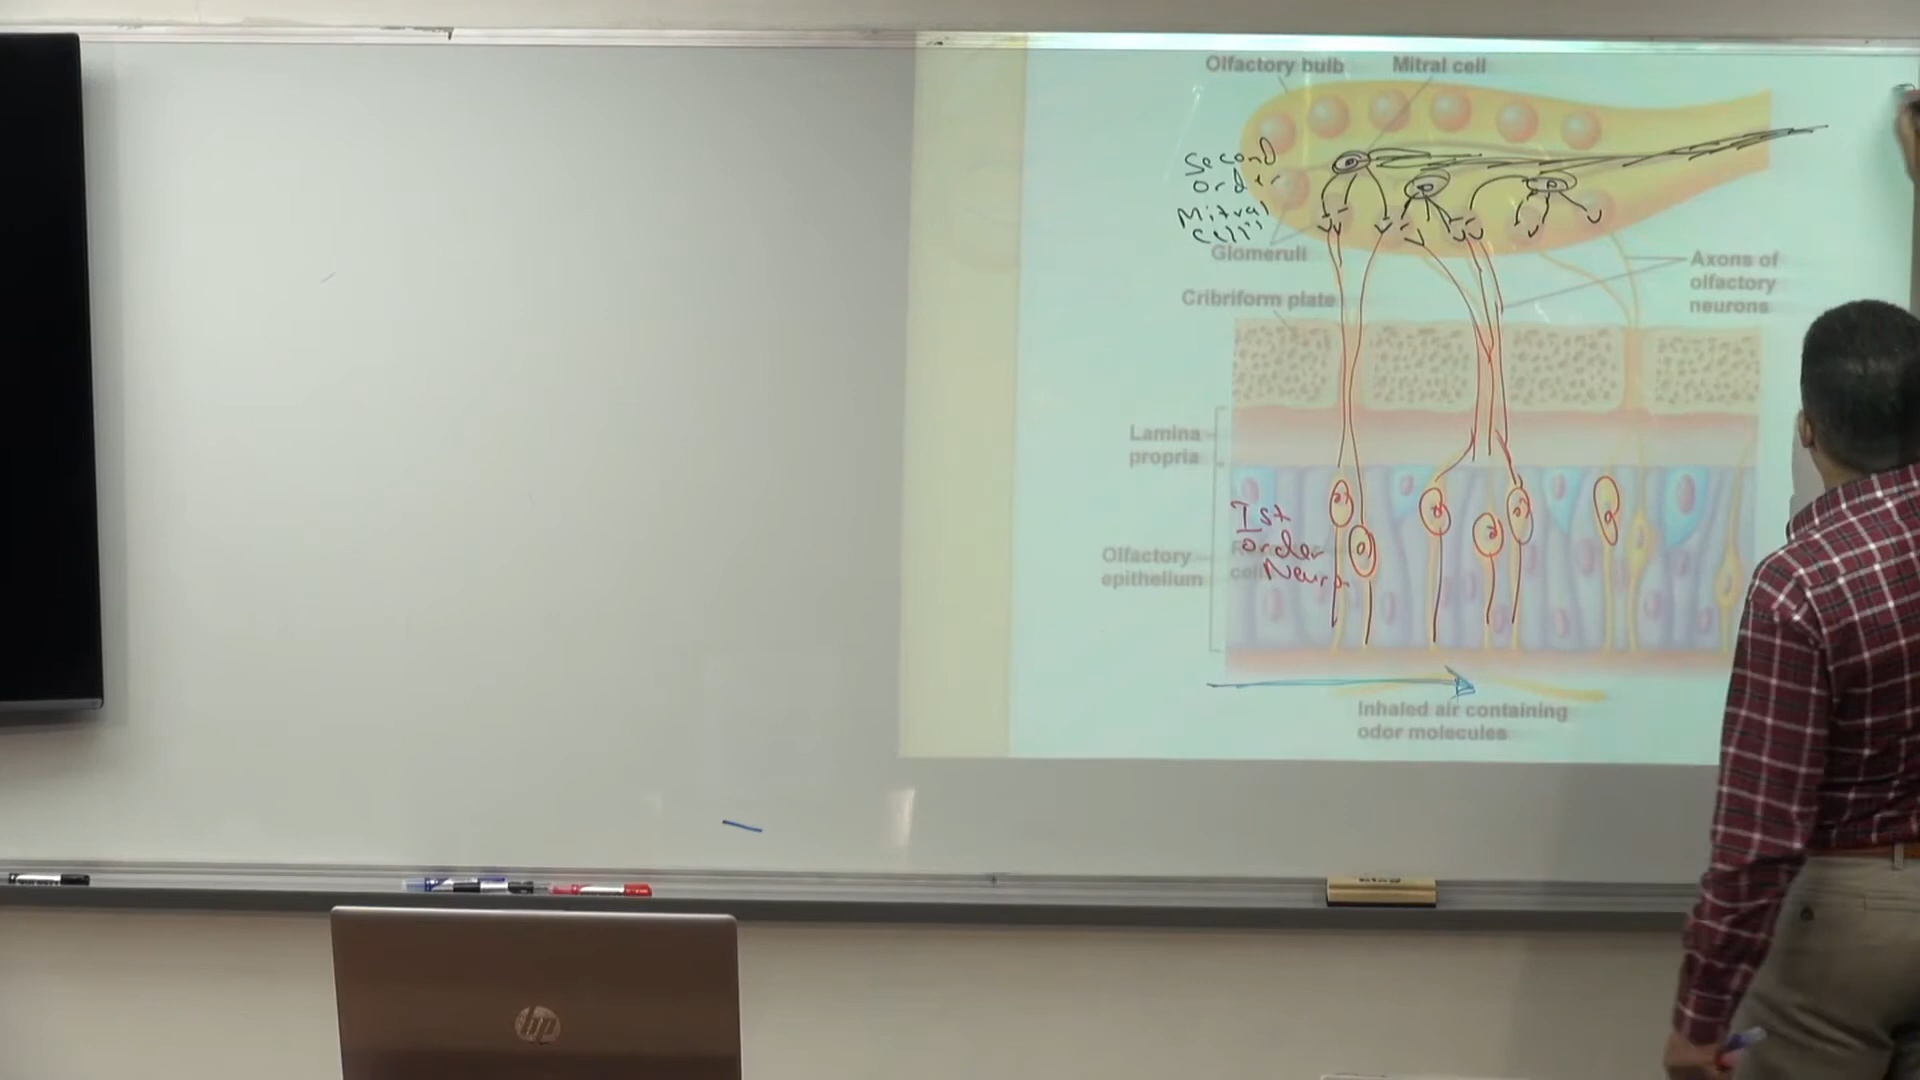 Olfactory bulb
Mitral cell
Second
order
Mitral
cells
Glomeruli
Axons of
olfactory
neurons
Cribriform plate
Lamina
propria
Ist
order
Neuro
Olfactory
epithelium
Inhaled air containing
odor molecules
hp